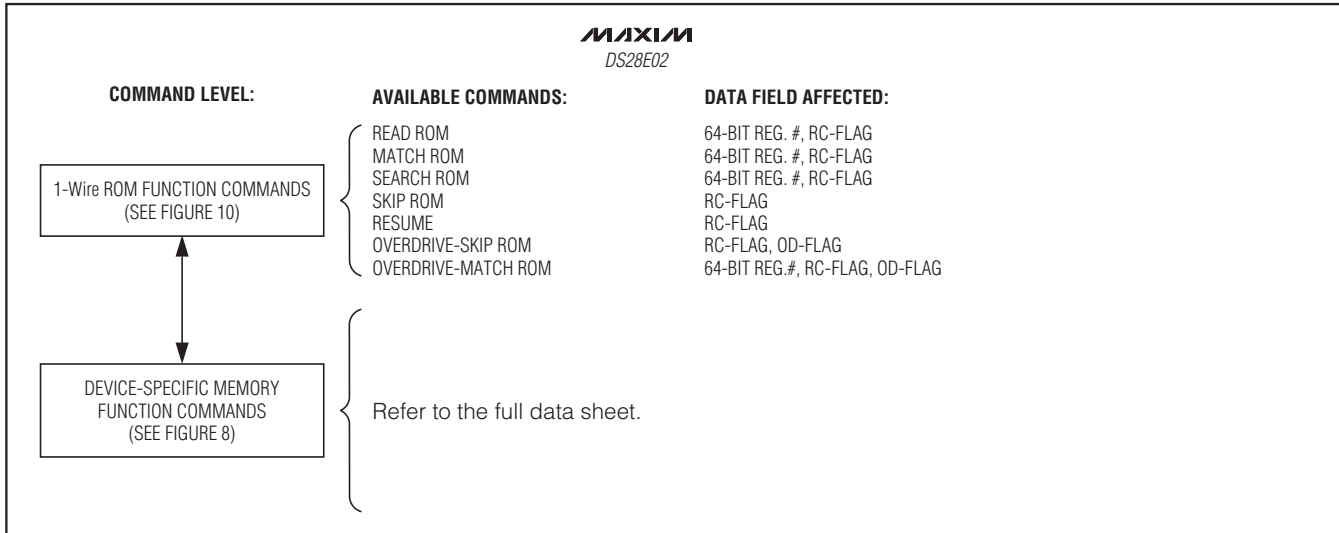 MAXIM
DS28E02
COMMAND LEVEL: AVAILABLE COMMANDS: DATA FIELD AFFECTED:
1-Wire ROM FUNCTION COMMANDS
(SEE FIGURE 10)
READ ROM 64-BIT REG. #, RC-FLAG
MATCH ROM 64-BIT REG. #, RC-FLAG
SEARCH ROM 64-BIT REG. #, RC-FLAG
SKIP ROM RC-FLAG
RESUME RC-FLAG
OVERDRIVE-SKIP ROM RC-FLAG, OD-FLAG
OVERDRIVE-MATCH ROM 64-BIT REG.#, RC-FLAG, OD-FLAG
DEVICE-SPECIFIC MEMORY
FUNCTION COMMANDS
(SEE FIGURE 8)
Refer to the full data sheet.